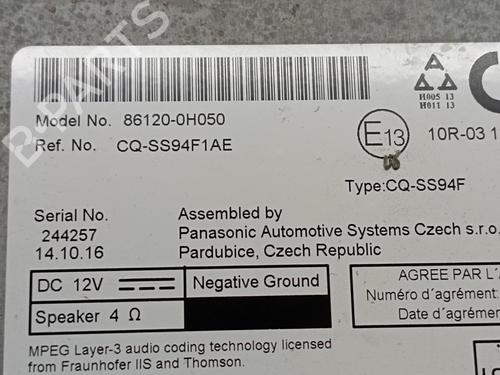 B-PARTS
Model No. 86120-0H050
Ref. No. CQ-SS94F1AE
H005 13
H011 13
E13
10R-03 1
Type:CQ-SS94F
Serial No.
244257
14.10.16
Assembled by
Panasonic Automotive Systems Czech s.r.o.
Pardubice, Czech Republic
DC 12V
Negative Ground
Speaker 4 Ω
AGREE PAR L´
Numéro d´agrément:
Date d´agrément
MPEG Layer-3 audio coding technology licensed
from Fraunhofer IIS and Thomson.